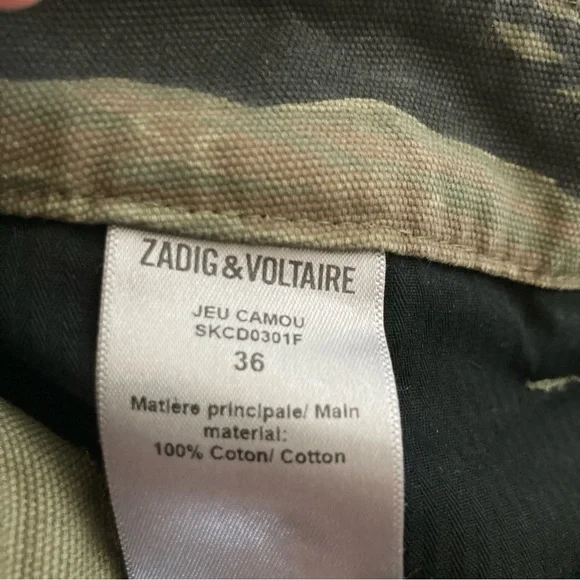 ZADIG&VOLTAIRE
JEU CAMOU
SKCD0301F
36
Matière principale/ Main
material:
100% Coton/ Cotton